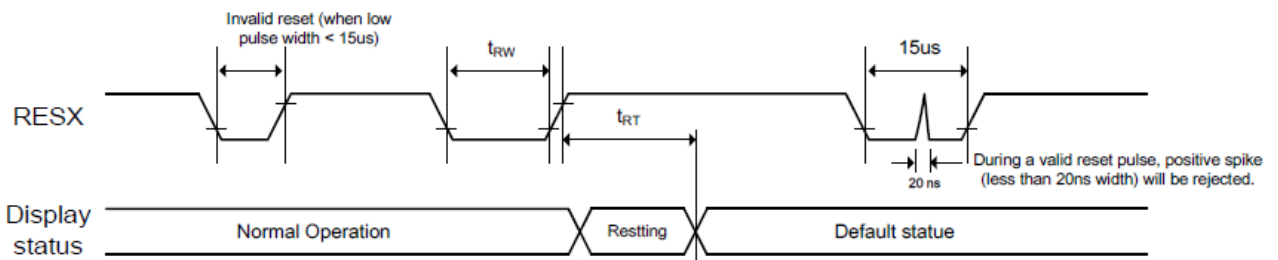 Invalid reset (when low
pulse width < 15us)
tRW
15us
RESX
tRT
20 ns
During a valid reset pulse, positive spike
(less than 20ns width) will be rejected.
Display
status
Normal Operation
Restting
Default statue